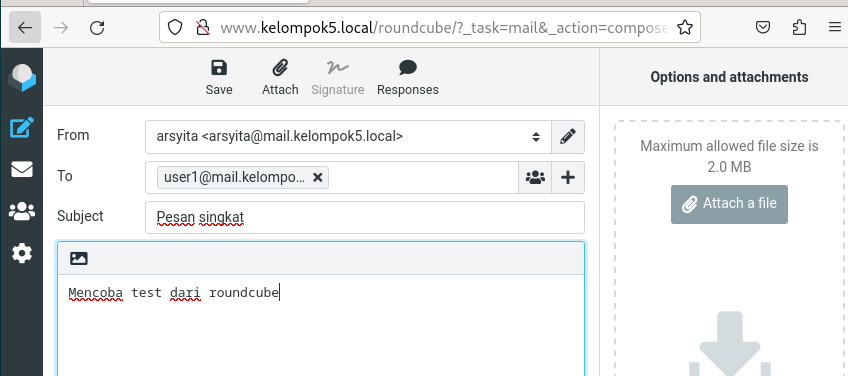 www.kelompok5.local/roundcube/?_task=mail&_action=compose
Save Attach Signature Responses
Options and attachments
From arsyita <arsyita@mail.kelompok5.local>
To user1@mail.kelompo...
Subject Pesan singkat
Mencoba test dari roundcube
Maximum allowed file size is
2.0 MB
Attach a file